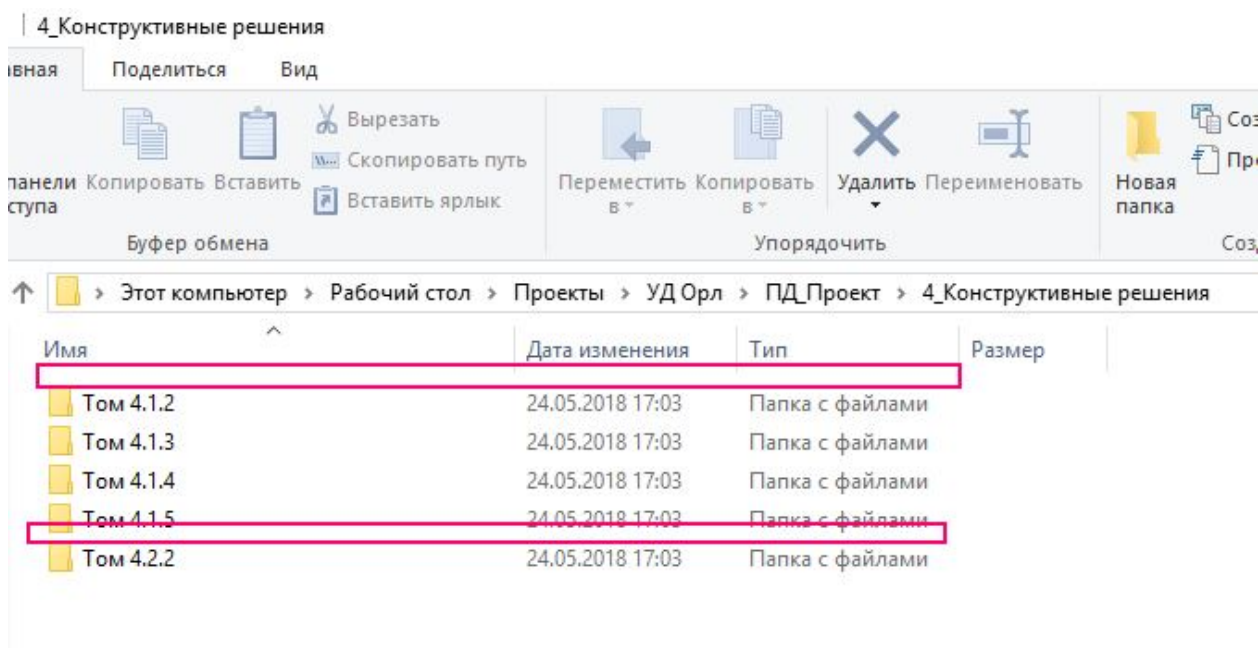 4_Конструктивные решения
вная Поделиться Вид
Вырезать
Скопировать путь
Вставить ярлык
панели
ступа
Копировать Вставить
Переместить
в
Копировать
в
Удалить Переименовать
Новая
папка
Соз
Про
Буфер обмена Упорядочить Соз
Этот компьютер > Рабочий стол > Проекты > УД Орл > ПД_Проект > 4_Конструктивные решения
Имя Дата изменения Тип Размер
Том 4.1.2 24.05.2018 17:03 Папка с файлами
Том 4.1.3 24.05.2018 17:03 Папка с файлами
Том 4.1.4 24.05.2018 17:03 Папка с файлами
Том 4.1.5 24.05.2018 17:03 Папка с файлами
Том 4.2.2 24.05.2018 17:03 Папка с файлами